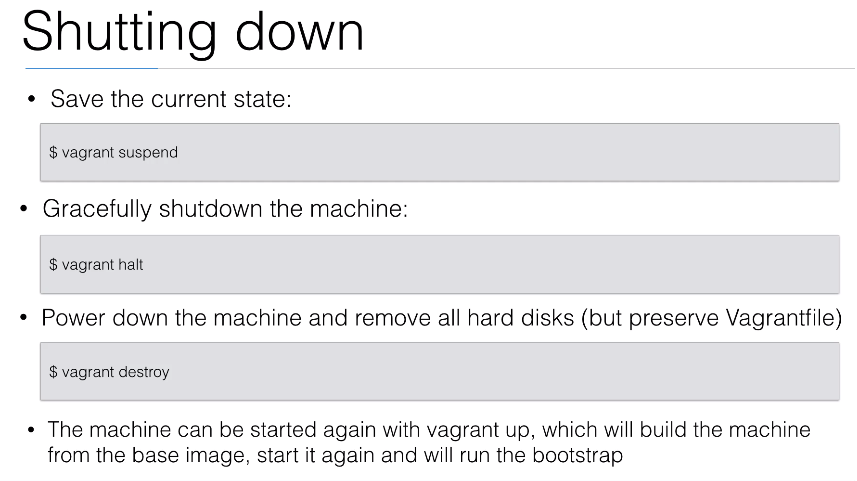 Shutting down
• Save the current state:
$ vagrant suspend
• Gracefully shutdown the machine:
$ vagrant halt
• Power down the machine and remove all hard disks (but preserve Vagrantfile)
$ vagrant destroy
• The machine can be started again with vagrant up, which will build the machine
from the base image, start it again and will run the bootstrap